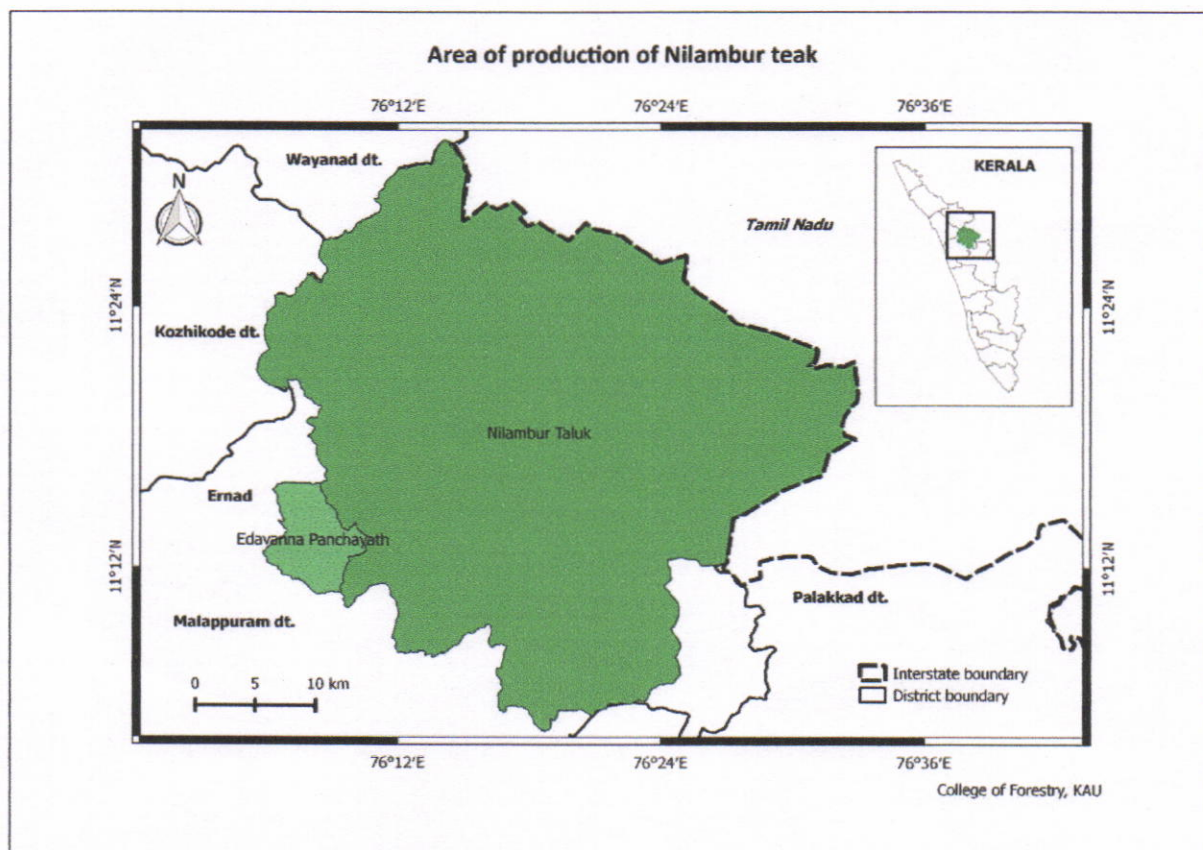 Area of production of Nilambur teak
76°12'E
76°24'E
76°36'E
Wayanad dt.
KERALA
N
Tamil Nadu
11°24'N
11°24'N
Kozhikode dt.
Nilambur Taluk
Ernad
Edavanna Panchayath
11°12'N
11°12'N
Palakkad dt.
Malappuram dt.
Interstate boundary
0 5 10 km
District boundary
76°12'E
76°24'E
76°36'E
College of Forestry, KAU